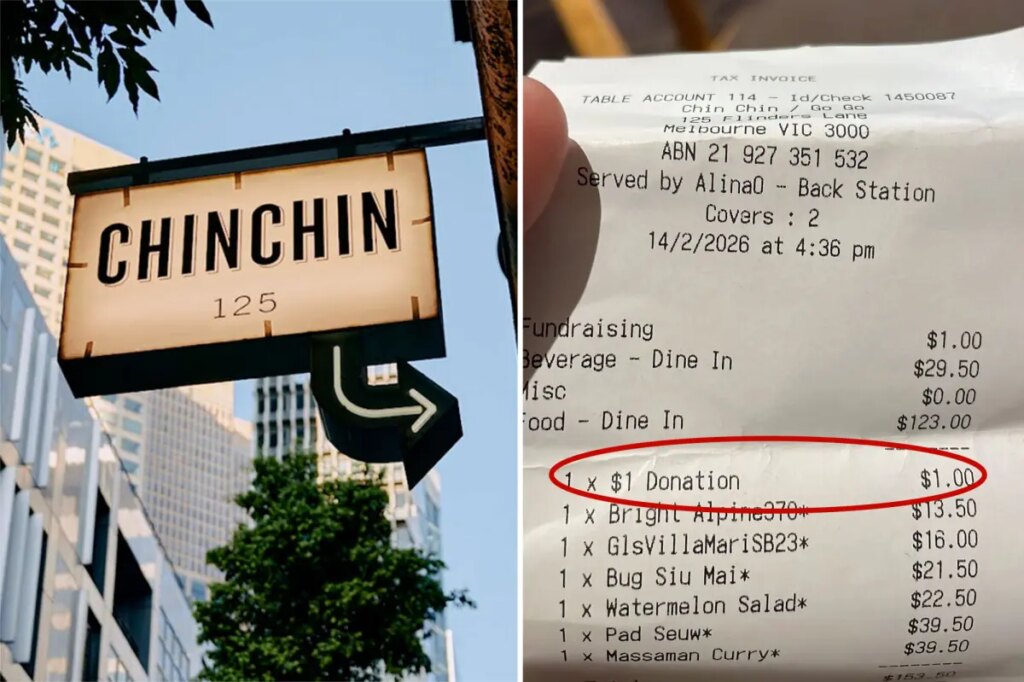 CHINCHIN
125
TAX INVOICE
TABLE ACCOUNT 114 - Id/Check 1450087
Chin Chin / Go Go
125 Flinders Lane
Melbourne VIC 3000
ABN 21 927 351 532
Served by AlinaO - Back Station
Covers : 2
14/2/2026 at 4:36 pm
Fundraising $1.00
Beverage - Dine In $29.50
Misc $0.00
Food - Dine In $123.00
1 x $1 Donation $1.00
1 x Bright Alpine370* $13.50
1 x GlsVillaMariSB23* $16.00
1 x Bug Siu Mai* $21.50
1 x Watermelon Salad* $22.50
1 x Pad Seuw* $39.50
1 x Massaman Curry* $39.50
$153.50